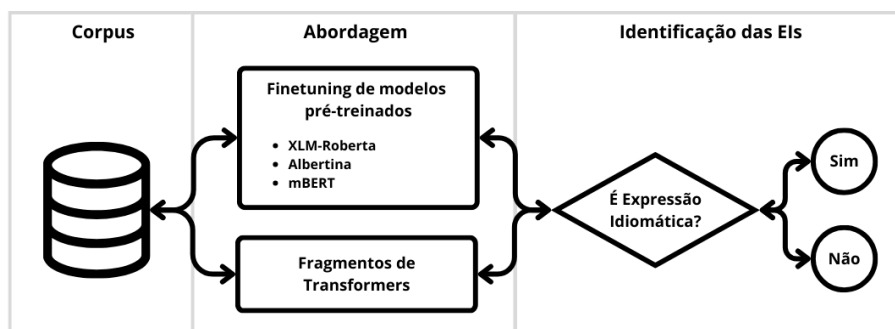 Corpus
Abordagem
Identificação das EIs
Finetuning de modelos
pré-treinados
• XLM-Roberta
• Albertina
• mBERT
Fragmentos de
Transformers
É Expressão
Idiomática?
Sim
Não